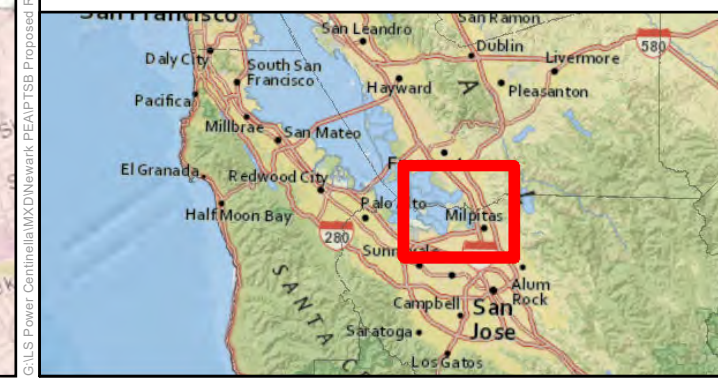 San Francisco
San Leandro
San Ramon
Daly City
South San
Francisco
Dublin
580
Livermore
Hayward
A
Pleasanton
Pacifica
Millbrae
San Mateo
El Granada
Redwood City
F
Half Moon Bay
Palo Alto
Milpitas
280
Sunnyvale
SANTA
C
Alum
Rock
Campbell
San
Jose
Saratoga
Los Gatos
G:\LS Power Centinella\MXD\Newark PEA\PTSB Proposed R